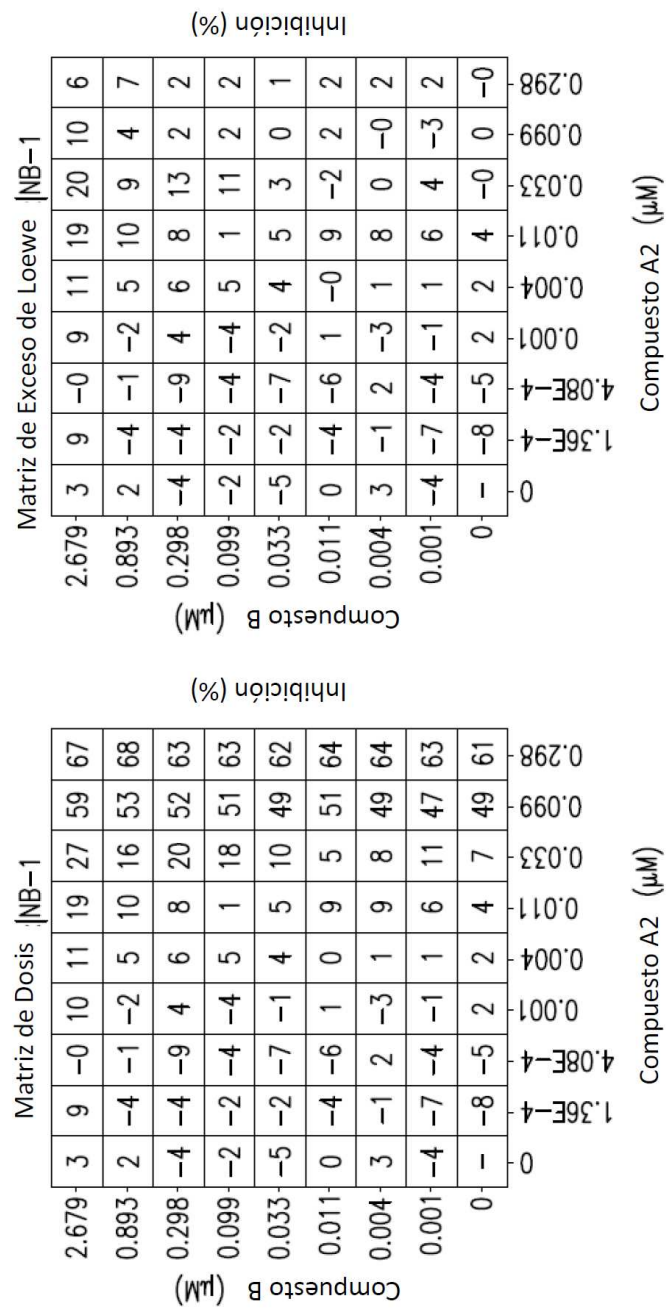 Matriz de Dosis NB-1
2.679 3 9 -0 10 11 19 27 59 67
0.893 2 -4 -1 -2 5 10 16 53 68
0.298 -4 -4 -9 4 6 8 20 52 63
0.099 -2 -2 -4 -4 5 1 18 51 63
0.033 -5 -2 -7 -1 4 5 10 49 62
0.011 0 -4 -6 1 0 9 5 51 64
0.004 3 -1 2 -3 1 9 8 49 64
0.001 -4 -7 -4 -1 1 6 11 47 63
0 - -8 -5 2 2 4 7 49 61
0 1.36E-4 4.08E-4 0.001 0.004 0.011 0.033 0.099 0.298
Compuesto B (µM)
Compuesto A2 (µM)
Inhibición (%)
Matriz de Exceso de Loewe NB-1
2.679 3 9 -0 9 11 19 20 10 6
0.893 2 -4 -1 -2 5 10 9 4 7
0.298 -4 -4 -9 4 6 8 13 2 2
0.099 -2 -2 -4 -4 5 1 11 2 2
0.033 -5 -2 -7 -2 4 5 3 0 1
0.011 0 -4 -6 1 -0 9 -2 2 2
0.004 3 -1 2 -3 1 8 0 -0 2
0.001 -4 -7 -4 -1 1 6 4 -3 2
0 - -8 -5 2 2 4 -0 0 -0
0 1.36E-4 4.08E-4 0.001 0.004 0.011 0.033 0.099 0.298
Compuesto B (µM)
Compuesto A2 (µM)
Inhibición (%)